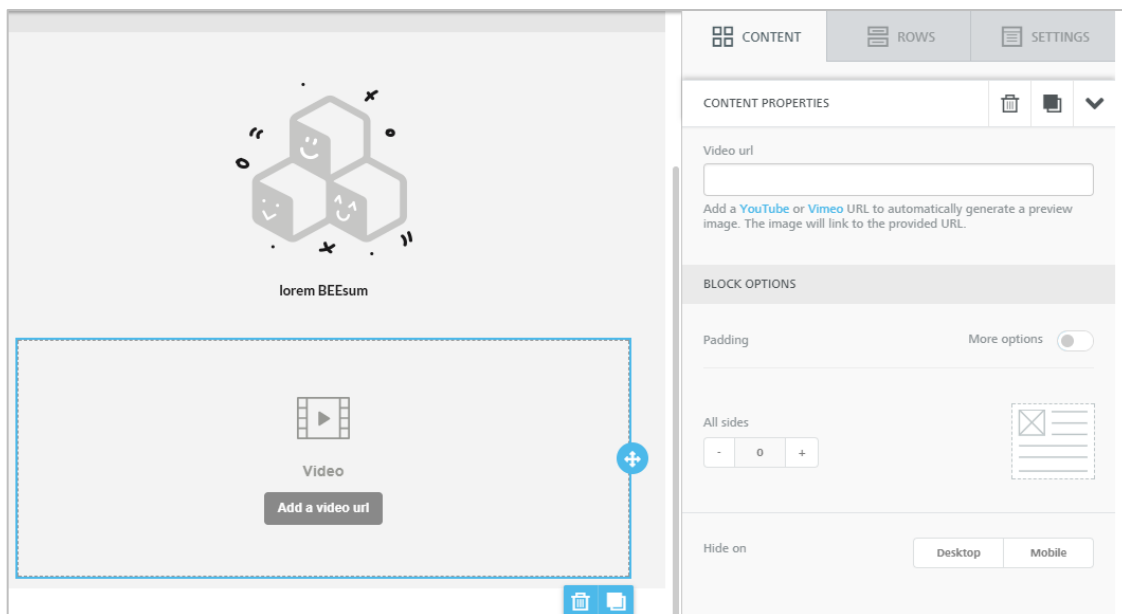 lorem BEEsum
Video
Add a video url
CONTENT
ROWS
SETTINGS
CONTENT PROPERTIES
Video url
Add a YouTube or Vimeo URL to automatically generate a preview
image. The image will link to the provided URL.
BLOCK OPTIONS
Padding
More options
All sides
- 0 +
Hide on
Desktop
Mobile